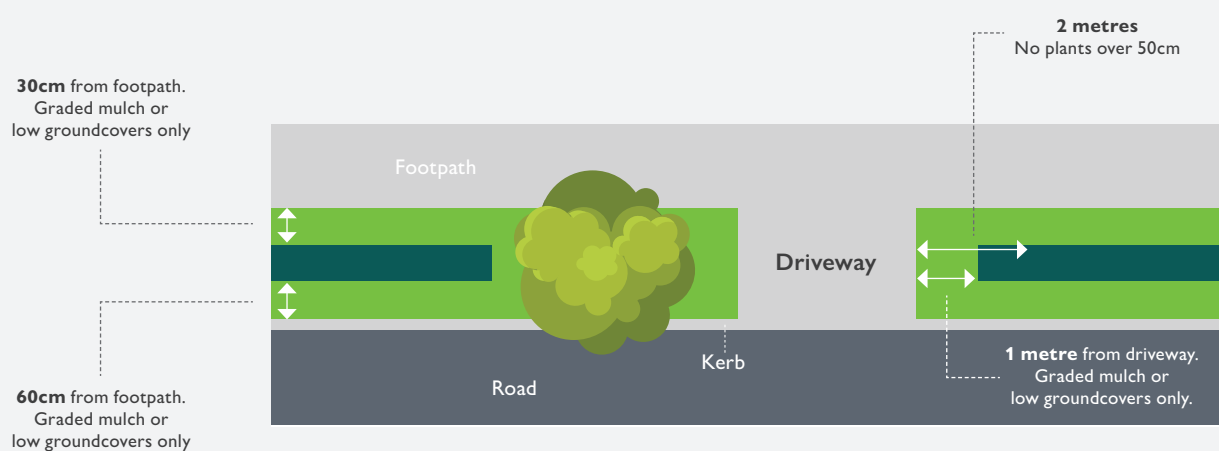 2 metres
No plants over 50cm
30cm from footpath.
Graded mulch or
low groundcovers only
Footpath
Driveway
Kerb
Road
1 metre from driveway.
Graded mulch or
low groundcovers only.
60cm from footpath.
Graded mulch or
low groundcovers only